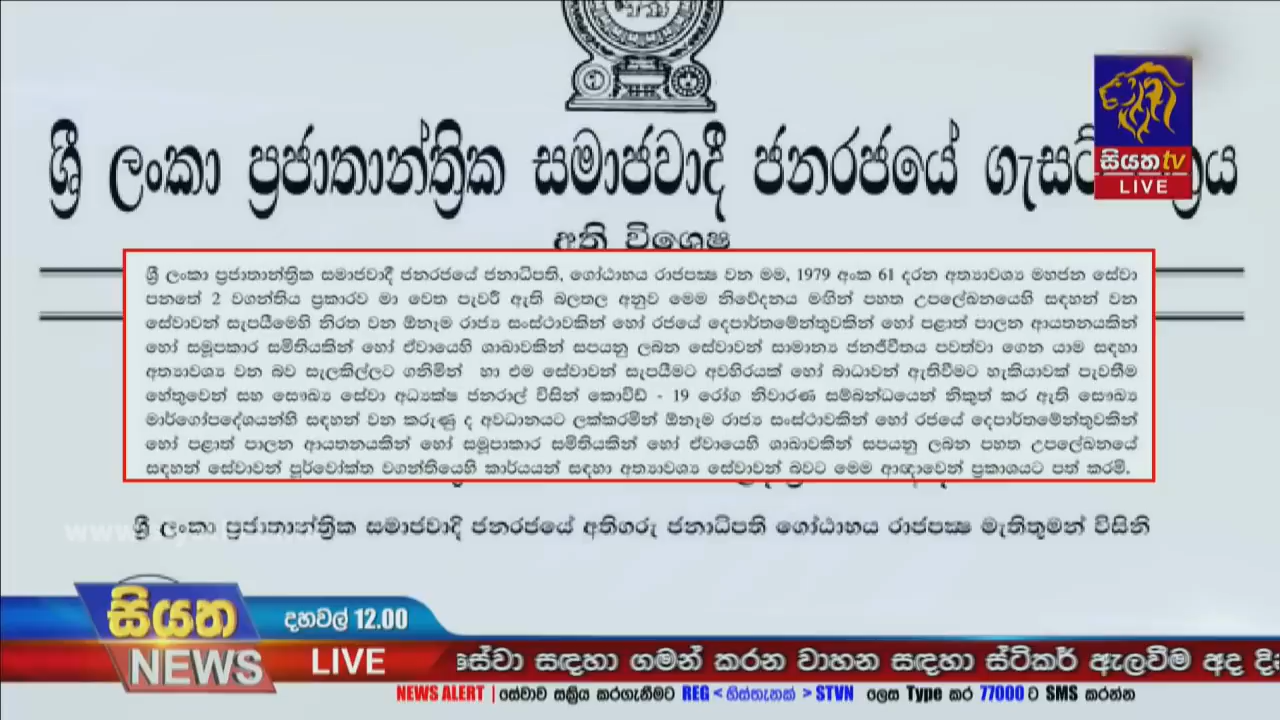 ශ්‍රී ලංකා ප්‍රජාතාන්ත්‍රික සමාජවාදී ජනරජයේ
සියත tv
LIVE
අති විශෙෂ
ශ්‍රී ලංකා ප්‍රජාතාන්ත්‍රික සමාජවාදී ජනරජයේ ජනාධිපති, ගෝඨාභය රාජපක්‍ෂ වන මම, 1979 අංක 61 දරන අත්‍යාවශ්‍ය මහජන සේවා
පනතේ 2 වගන්තිය ප්‍රකාරව මා වෙත පැවරී ඇති බලතල අනුව මෙම නිවේදනය මගින් පහත උපලේඛනයෙහි සඳහන් වන
සේවාවන් සැපයීමෙහි නිරත වන ඕනෑම රාජ්‍ය සංස්ථාවකින් හෝ රජයේ දෙපාර්තමේන්තුවකින් හෝ පළාත් පාලන ආයතනයකින්
හෝ සමූපකාර සමිතියකින් හෝ ඒවායෙහි ශාඛාවකින් සපයනු ලබන සේවාවන් සාමාන්‍ය ජනජීවිතය පවත්වා ගෙන යාම සඳහා
අත්‍යාවශ්‍ය වන බව සැලකිල්ලට ගනිමින් හා එම සේවාවන් සැපයීමට අවහිරයක් හෝ බාධාවන් ඇතිවීමට හැකියාවක් පැවතීම
හේතුවෙන් සහ සෞඛ්‍ය සේවා අධ්‍යක්ෂ ජනරාල් විසින් කොවිඩ් - 19 රෝග නිවාරණ සම්බන්ධයෙන් නිකුත් කර ඇති සෞඛ්‍ය
මාර්ගෝපදේශයන්හි සඳහන් වන කරුණු ද අවධානයට ලක්කරමින් ඕනෑම රාජ්‍ය සංස්ථාවකින් හෝ රජයේ දෙපාර්තමේන්තුවකින්
හෝ පළාත් පාලන ආයතනයකින් හෝ සමූපාකාර සමිතියකින් හෝ ඒවායෙහි ශාඛාවකින් සපයනු ලබන පහත උපලේඛනයේ
සඳහන් සේවාවන් පූර්වෝක්ත වගන්තියෙහි කාර්යයන් සඳහා අත්‍යාවශ්‍ය සේවාවන් බවට මෙම ආඥාවෙන් ප්‍රකාශයට පත් කරමි.
ශ්‍රී ලංකා ප්‍රජාතාන්ත්‍රික සමාජවාදි ජනරජයේ අතිගරු ජනාධිපති ගෝඨාභය රාජපක්‍ෂ මැතිතුමන් විසිනි
සියත
NEWS
දහවල් 12.00
LIVE
සේවා සඳහා ගමන් කරන වාහන සඳහා ස්ටිකර් ඇලවීම අද
NEWS ALERT | සේවාව සක්‍රිය කරගැනීමට REG < හිස්තැනක් > STVN ලෙස Type කර 77000 ට SMS කරන්න